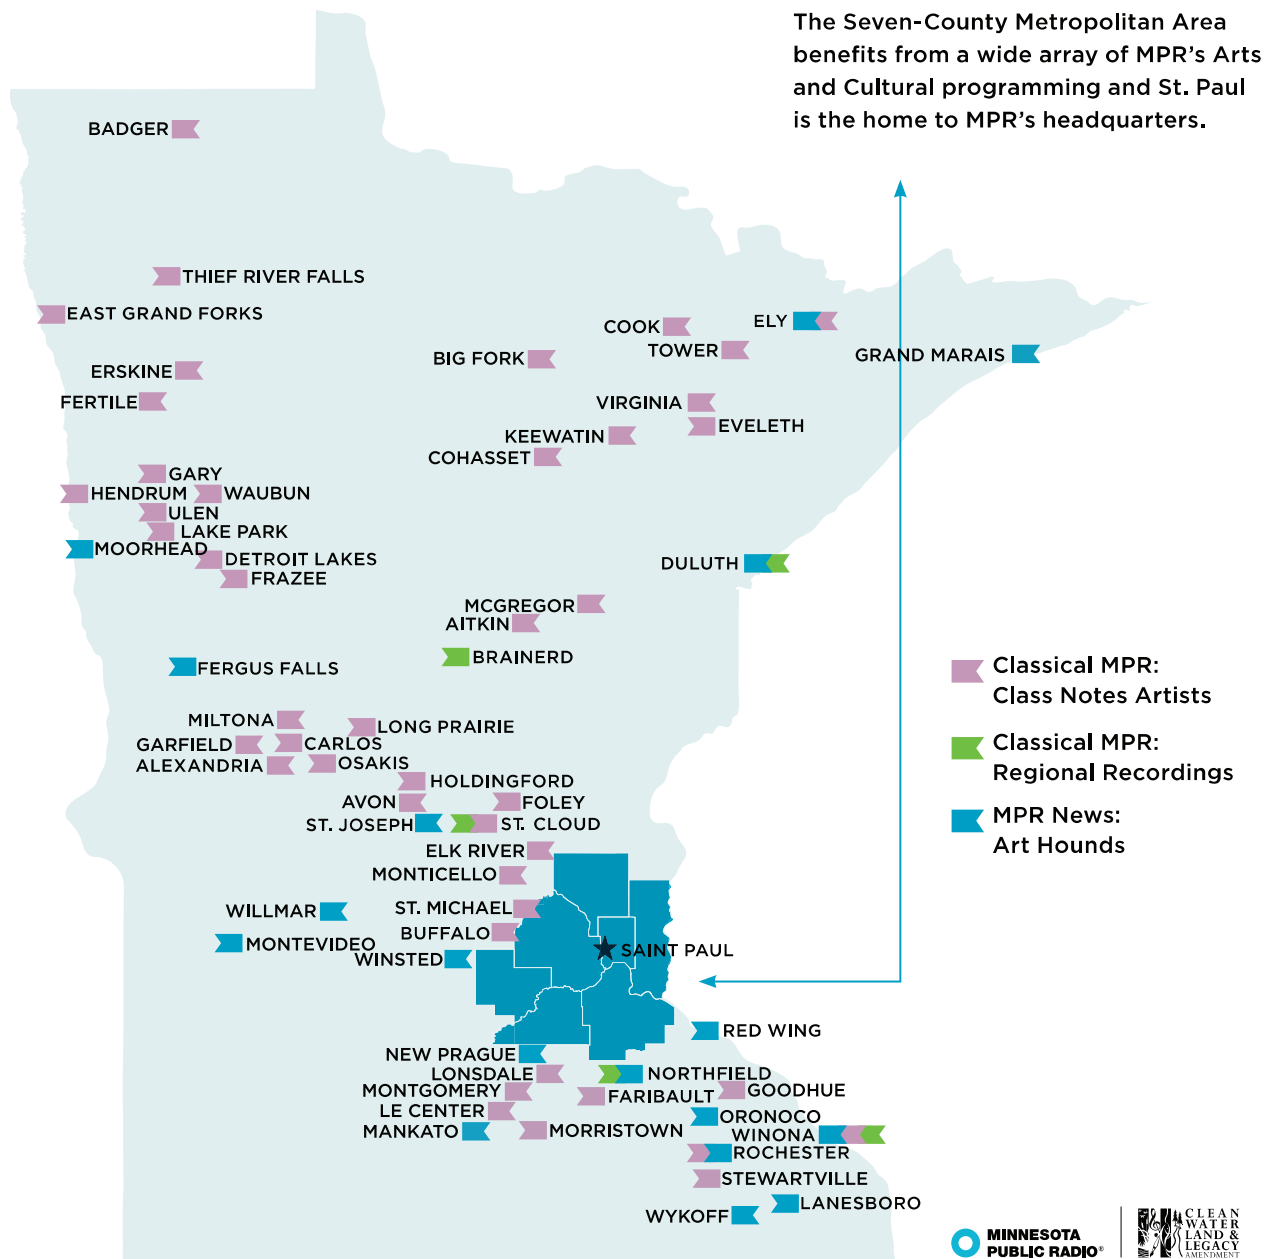 The Seven-County Metropolitan Area
benefits from a wide array of MPR's Arts
and Cultural programming and St. Paul
is the home to MPR's headquarters.
BADGER
THIEF RIVER FALLS
EAST GRAND FORKS
COOK
ELY
TOWER
GRAND MARAIS
BIG FORK
ERSKINE
FERTILE
VIRGINIA
EVELETH
KEEWATIN
COHASSET
GARY
HENDRUM
WAUBUN
ULEN
LAKE PARK
MOORHEAD
DETROIT LAKES
FRAZEE
DULUTH
MCGREGOR
AITKIN
BRAINERD
FERGUS FALLS
Classical MPR:
Class Notes Artists
Classical MPR:
Regional Recordings
MPR News:
Art Hounds
MILTONA
LONG PRAIRIE
GARFIELD
CARLOS
ALEXANDRIA
OSAKIS
HOLDINGFORD
AVON
FOLEY
ST. JOSEPH
ST. CLOUD
ELK RIVER
MONTICELLO
WILLMAR
ST. MICHAEL
BUFFALO
MONTEVIDEO
WINSTED
SAINT PAUL
RED WING
NEW PRAGUE
LONSDALE
NORTHFIELD
MONTGOMERY
FARIBAULT
GOODHUE
LE CENTER
ORONOCO
MANKATO
MORRISTOWN
WINONA
ROCHESTER
STEWARTVILLE
LANESBORO
WYKOFF
MINNESOTA
PUBLIC RADIO®
CLEAN
WATER
LAND &
LEGACY
AMENDMENT